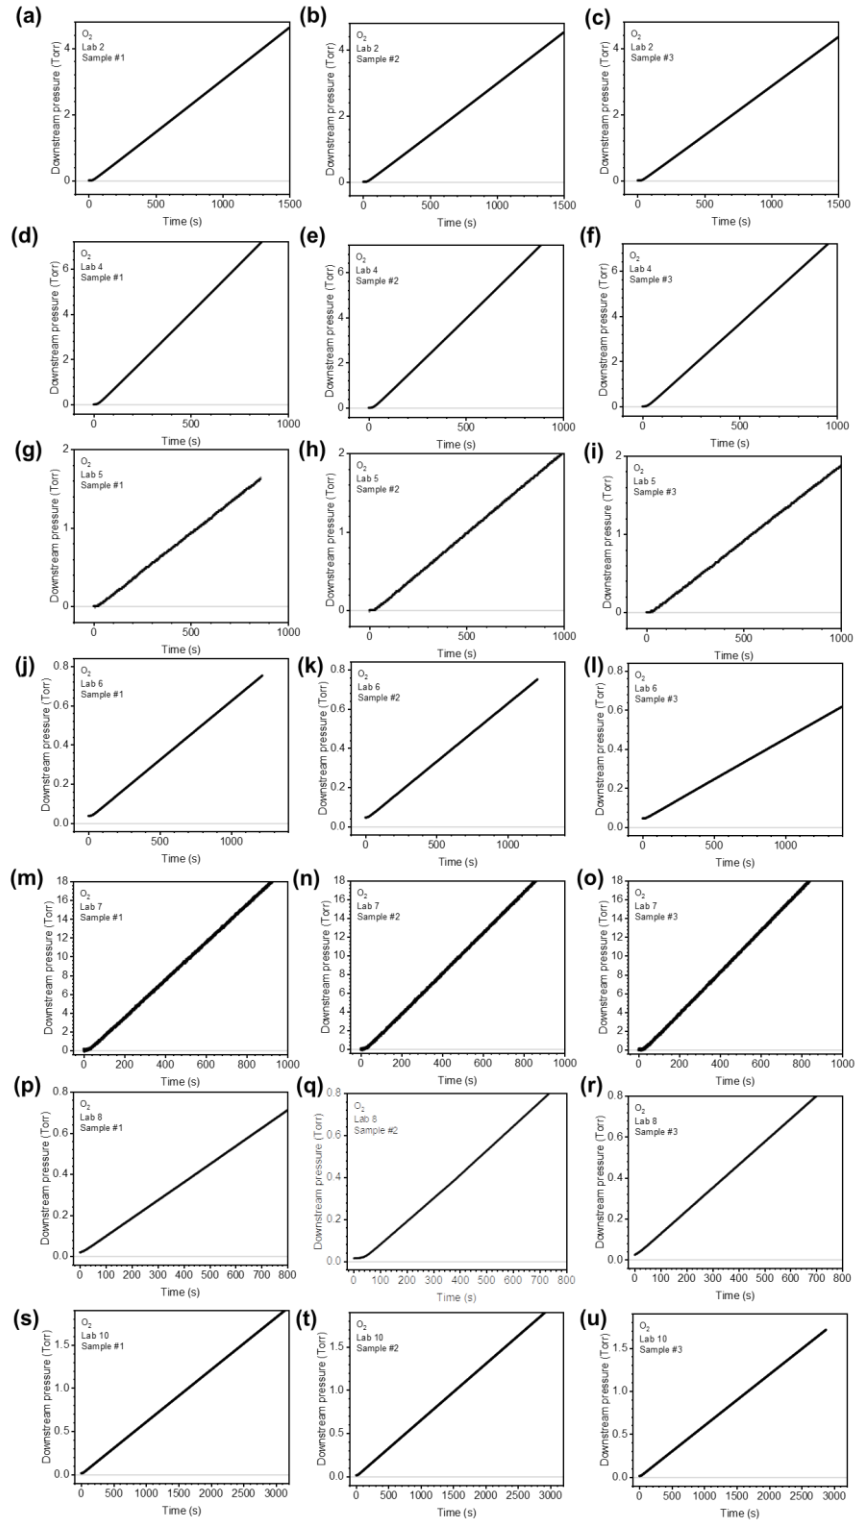 (a)
Downstream pressure (Torr)
O2
Lab 2
Sample #1
4
2
0
0 500 1000 1500
Time (s)
(b)
Downstream pressure (Torr)
O2
Lab 2
Sample #2
4
2
0
0 500 1000 1500
Time (s)
(c)
Downstream pressure (Torr)
O2
Lab 2
Sample #3
4
2
0
0 500 1000 1500
Time (s)
(d)
Downstream pressure (Torr)
O2
Lab 4
Sample #1
6
4
2
0
0 500 1000
Time (s)
(e)
Downstream pressure (Torr)
O2
Lab 4
Sample #2
6
4
2
0
0 500 1000
Time (s)
(f)
Downstream pressure (Torr)
O2
Lab 4
Sample #3
6
4
2
0
0 500 1000
Time (s)
(g)
Downstream pressure (Torr)
O2
Lab 5
Sample #1
2
1
0
0 500 1000
Time (s)
(h)
Downstream pressure (Torr)
O2
Lab 5
Sample #2
2
1
0
0 500 1000
Time (s)
(i)
Downstream pressure (Torr)
O2
Lab 5
Sample #3
2
1
0
0 500 1000
Time (s)
(j)
Downstream pressure (Torr)
O2
Lab 6
Sample #1
0.8
0.6
0.4
0.2
0.0
0 1000
Time (s)
(k)
Downstream pressure (Torr)
O2
Lab 6
Sample #2
0.8
0.6
0.4
0.2
0.0
0 1000
Time (s)
(l)
Downstream pressure (Torr)
O2
Lab 6
Sample #3
0.8
0.6
0.4
0.2
0.0
0 500 1000
Time (s)
(m)
Downstream pressure (Torr)
O2
Lab 7
Sample #1
18
16
14
12
10
8
6
4
2
0
0 200 400 600 800 1000
Time (s)
(n)
Downstream pressure (Torr)
O2
Lab 7
Sample #2
18
16
14
12
10
8
6
4
2
0
0 200 400 600 800 1000
Time (s)
(o)
Downstream pressure (Torr)
O2
Lab 7
Sample #3
18
16
14
12
10
8
6
4
2
0
0 200 400 600 800 1000
Time (s)
(p)
Downstream pressure (Torr)
O2
Lab 8
Sample #1
0.8
0.6
0.4
0.2
0.0
0 100 200 300 400 500 600 700 800
Time (s)
(q)
Downstream pressure (Torr)
O2
Lab 8
Sample #2
0.8
0.6
0.4
0.2
0.0
0 100 200 300 400 500 600 700 800
Time (s)
(r)
Downstream pressure (Torr)
O2
Lab 8
Sample #3
0.8
0.6
0.4
0.2
0.0
0 100 200 300 400 500 600 700 800
Time (s)
(s)
Downstream pressure (Torr)
O2
Lab 10
Sample #1
1.5
1.0
0.5
0.0
0 500 1000 1500 2000 2500 3000
Time (s)
(t)
Downstream pressure (Torr)
O2
Lab 10
Sample #2
1.5
1.0
0.5
0.0
0 500 1000 1500 2000 2500 3000
Time (s)
(u)
Downstream pressure (Torr)
O2
Lab 10
Sample #3
1.5
1.0
0.5
0.0
0 500 1000 1500 2000 2500 3000
Time (s)